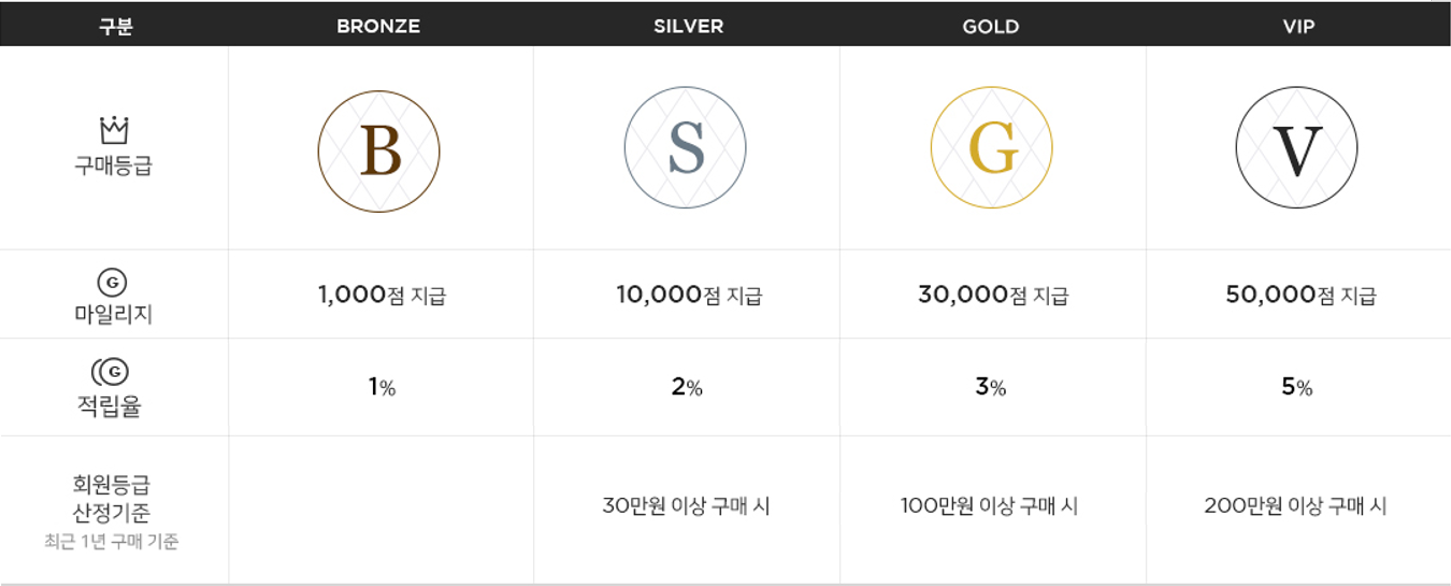 구분 BRONZE SILVER GOLD VIP
B S G V
구매등급
G
마일리지 1,000점 지급 10,000점 지급 30,000점 지급 50,000점 지급
G
적립율 1% 2% 3% 5%
회원등급
산정기준 30만원 이상 구매 시 100만원 이상 구매 시 200만원 이상 구매 시
최근 1년 구매 기준